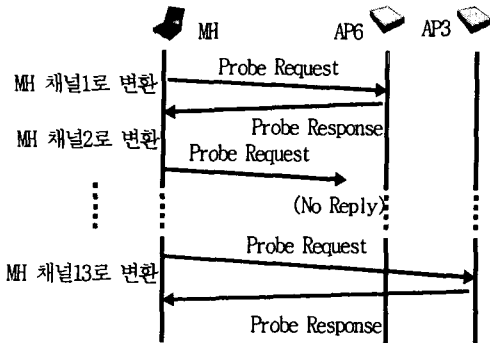 MH AP6 AP3
Probe Request
MH 채널1로 변환
Probe Response
MH 채널2로 변환
Probe Request
(No Reply)
Probe Request
MH 채널13로 변환
Probe Response